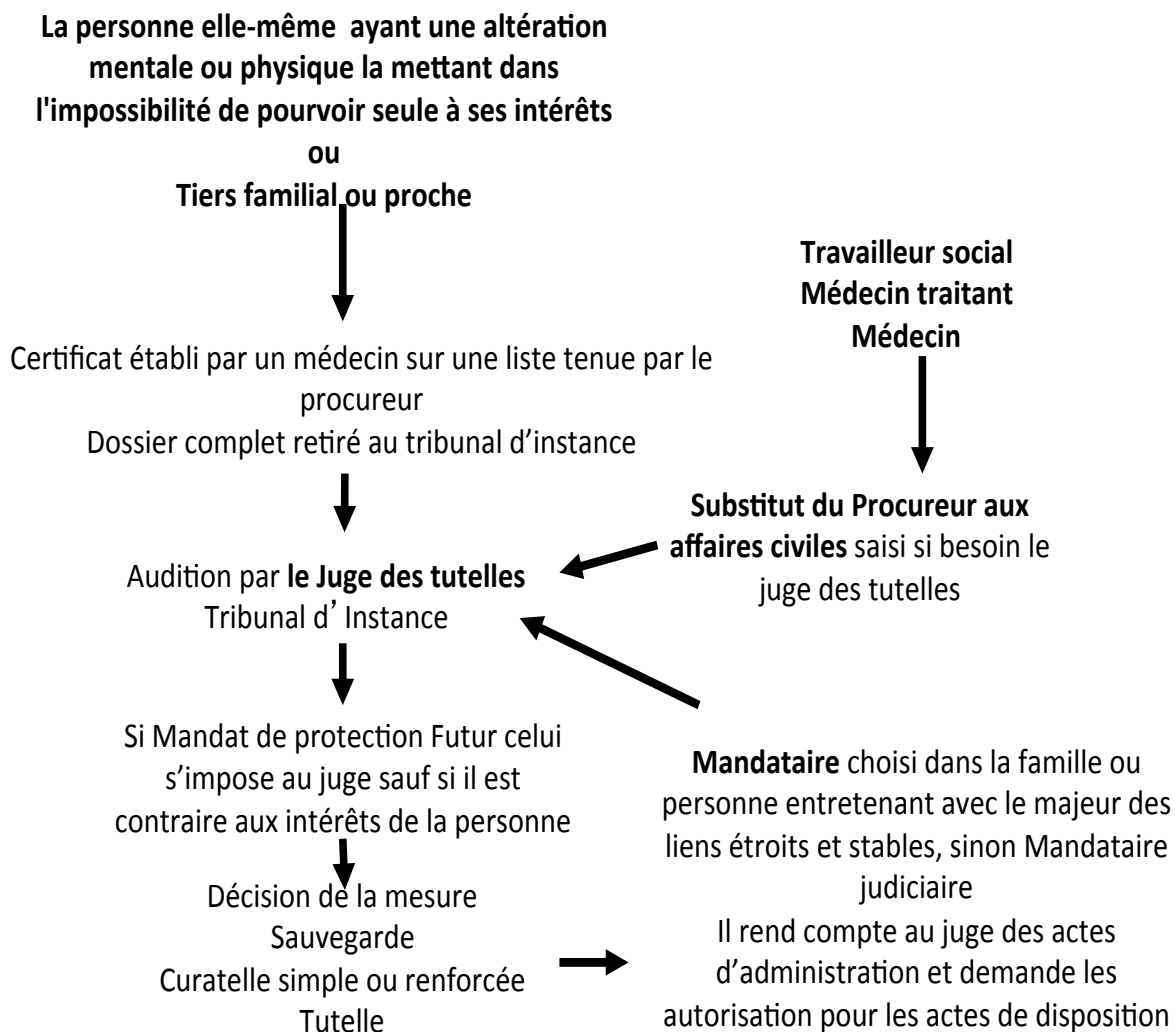 La personne elle-même  ayant une altération
mentale ou physique la mettant dans
l'impossibilité de pourvoir seule à ses intérêts
ou
Tiers familial ou proche
Travailleur social
Médecin traitant
Médecin
Certificat établi par un médecin sur une liste tenue par le
procureur
Dossier complet retiré au tribunal d’instance
Substitut du Procureur aux
affaires civiles saisi si besoin le
juge des tutelles
Audition par le Juge des tutelles
Tribunal d’ Instance
Si Mandat de protection Futur celui
s’impose au juge sauf si il est
contraire aux intérêts de la personne
Décision de la mesure
Sauvegarde
Curatelle simple ou renforcée
Tutelle
Mandataire choisi dans la famille ou
personne entretenant avec le majeur des
liens étroits et stables, sinon Mandataire
judiciaire
Il rend compte au juge des actes
d’administration et demande les
autorisation pour les actes de disposition